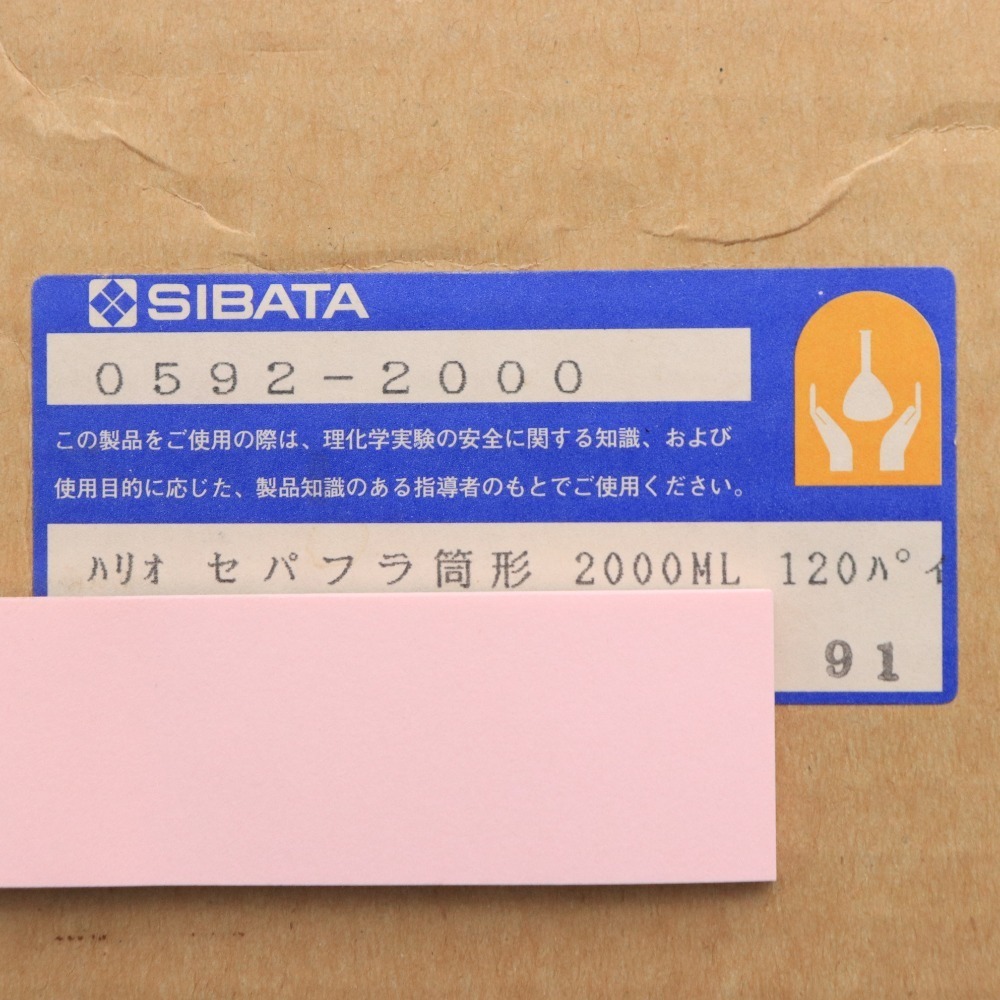 SIBATA
0592-2000
この製品をご使用の際は、理化学実験の安全に関する知識、および
使用目的に応じた、製品知識のある指導者のもとでご使用ください。
ﾊﾘｵ セパフラ筒形 2000ML 120ﾊﾟｲ
91